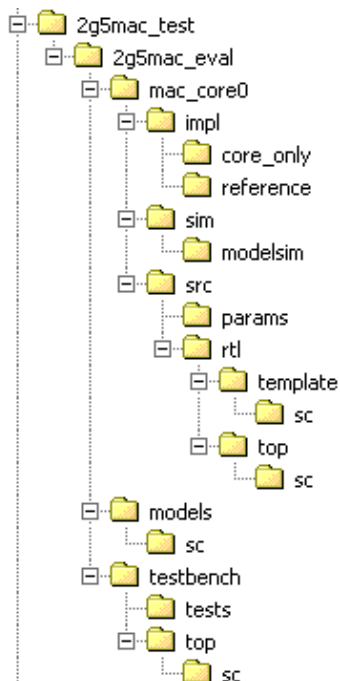 2g5mac_test
2g5mac_eval
mac_core0
impl
core_only
reference
sim
modelsim
src
params
rtl
template
sc
top
sc
models
sc
testbench
tests
top
sc